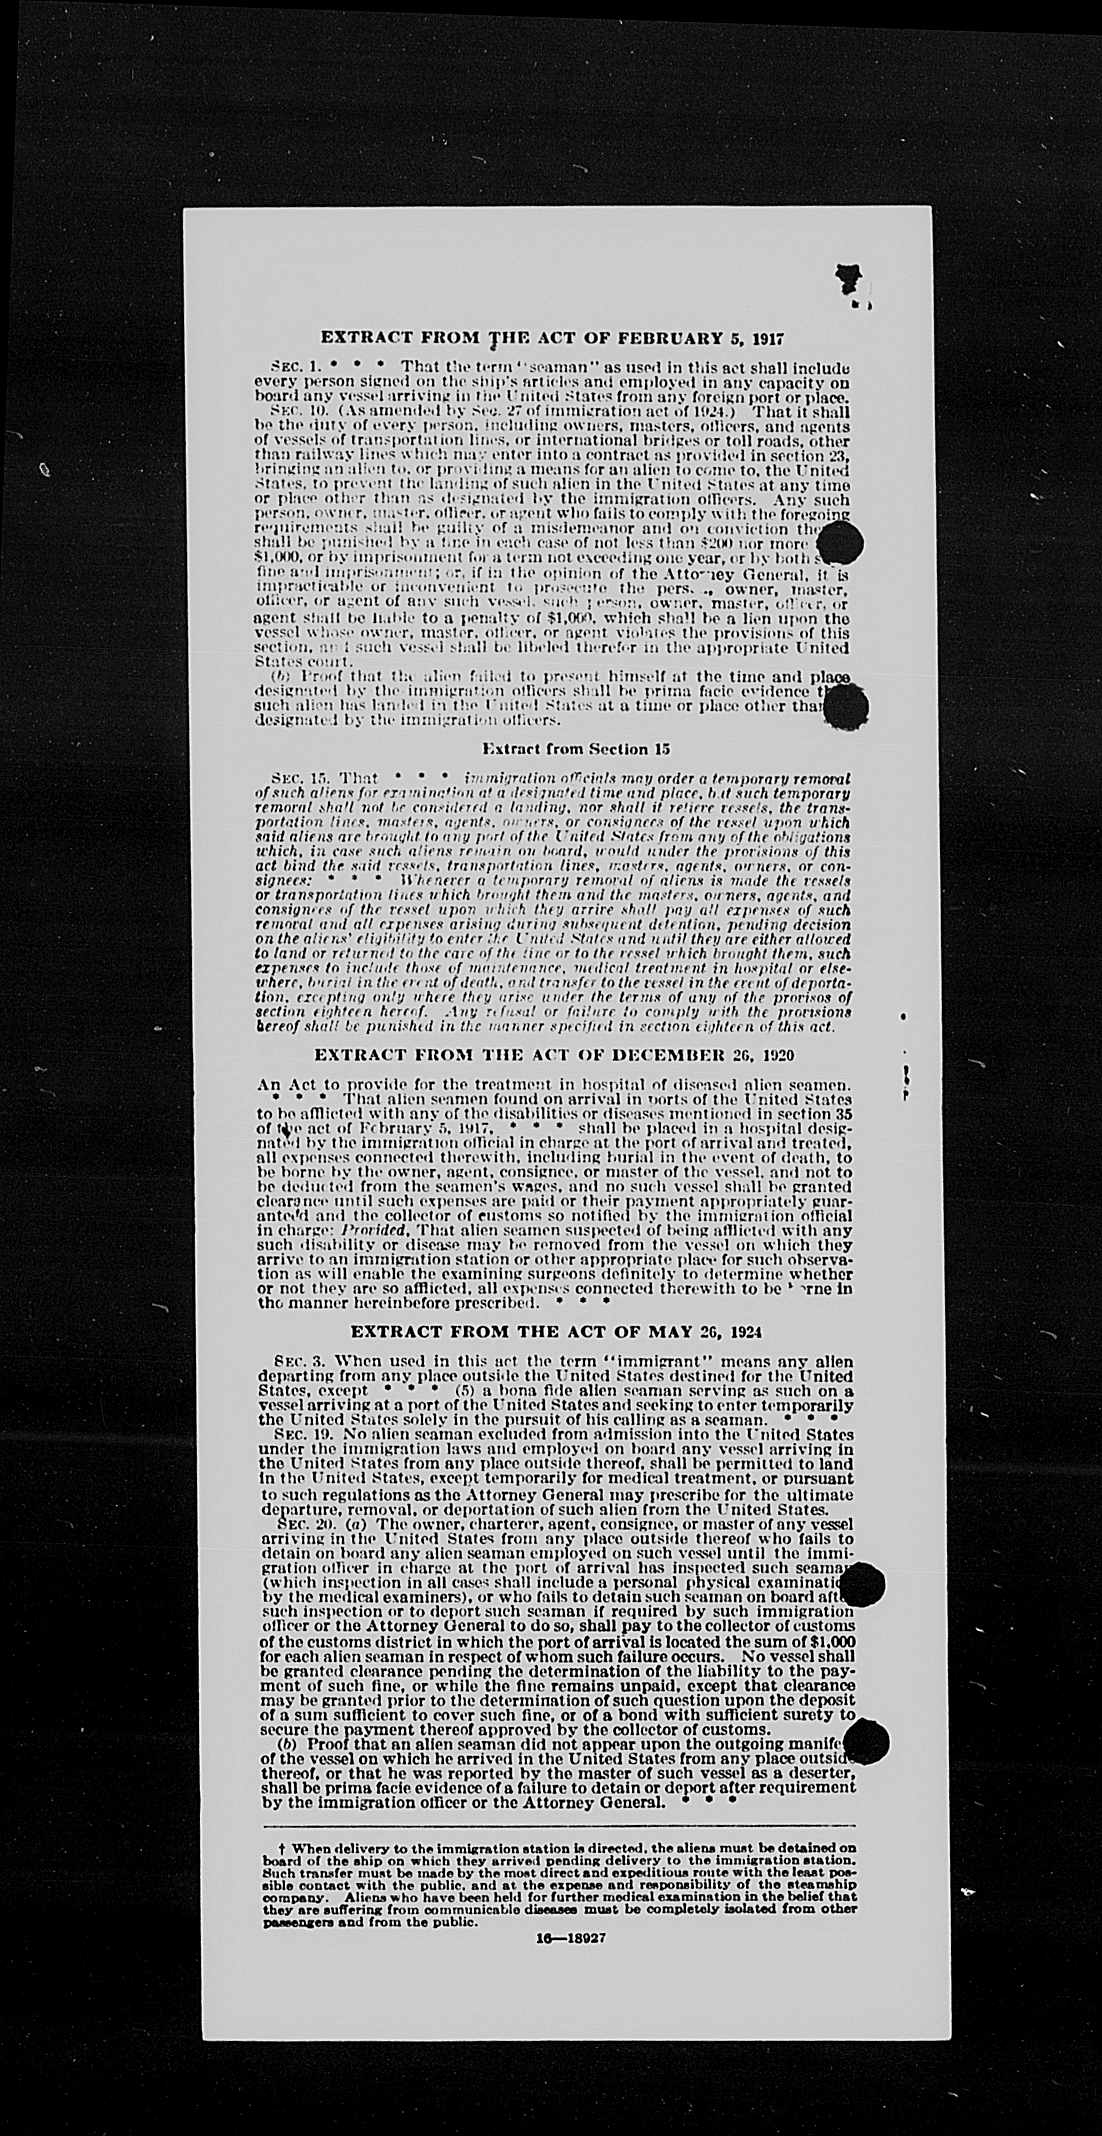 EXTRACT FROM THE ACT OF FEBRUARY 5, 1917
SEC. 1. * * * That the term "seaman" as used in this act shall include
every person signed on the ship's articles and employed in any capacity on
board any vessel arriving in the United States from any foreign port or place.
SEC. 10. (As amended by Sec. 27 of immigration act of 1924.) That it shall
be the duty of every person, including owners, masters, officers, and agents
of vessels of transportation lines, or international bridges or toll roads, other
than railway lines which may enter into a contract as provided in section 23,
bringing an alien to, or providing a means for an alien to come to, the United
States, to prevent the landing of such alien in the United States at any time
or place other than as designated by the immigration officers. Any such
person, owner, master, officer, or agent who fails to comply with the foregoing
requirements shall be guilty of a misdemeanor and on conviction
shall be punished by a fine in each case of not less than $200 nor more
$1,000, or by imprisonment for a term not exceeding one year, or by both
fine and imprisonment; or, if in the opinion of the Attorney General, it is
impracticable or inconvenient to prosecute the pers. ., owner, master,
officer, or agent of any such vessel, such person, owner, master, officer, or
agent shall be liable to a penalty of $1,000, which shall be a lien upon the
vessel whose owner, master, officer, or agent violates the provisions of this
section, and such vessel shall be libeled therefor in the appropriate United
States court.
(b) Proof that the alien failed to present himself at the time and place
designated by the immigration officers shall be prima facie evidence
such alien has landed in the United States at a time or place other than
designated by the immigration officers.
Extract from Section 15
SEC. 15. That * * * immigration officials may order a temporary removal
of such aliens for examination at a designated time and place, but such temporary
removal shall not be considered a landing, nor shall it relieve vessels, the trans-
portation lines, masters, agents, owners, or consignees of the vessel upon which
said aliens are brought to any port of the United States from any of the obligations
which, in case such aliens remain on board, would under the provisions of this
act bind the said vessels, transportation lines, masters, agents, owners, or con-
signees: * * * Whenever a temporary removal of aliens is made the vessels
or transportation lines which brought them and the masters, owners, agents, and
consignees of the vessel upon which they arrive shall pay all expenses of such
removal and all expenses arising during subsequent detention, pending decision
on the aliens' eligibility to enter the United States and until they are either allowed
to land or returned to the care of the line or to the vessel which brought them, such
expenses to include those of maintenance, medical treatment in hospital or else-
where, burial in the event of death, and transfer to the vessel in the event of deporta-
tion, excepting only where they arise under the terms of any of the provisos of
section eighteen hereof. Any refusal or failure to comply with the provisions
hereof shall be punished in the manner specified in section eighteen of this act.
EXTRACT FROM THE ACT OF DECEMBER 26, 1920
An Act to provide for the treatment in hospital of diseased alien seamen.
* * * That alien seamen found on arrival in ports of the United States
to be afflicted with any of the disabilities or diseases mentioned in section 35
of the act of February 5, 1917, * * * shall be placed in a hospital desig-
nated by the immigration official in charge at the port of arrival and treated,
all expenses connected therewith, including burial in the event of death, to
be borne by the owner, agent, consignee, or master of the vessel, and not to
be deducted from the seamen's wages, and no such vessel shall be granted
clearance until such expenses are paid or their payment appropriately guar-
anteed and the collector of customs so notified by the immigration official
in charge: Provided, That alien seamen suspected of being afflicted with any
such disability or disease may be removed from the vessel on which they
arrive to an immigration station or other appropriate place for such observa-
tion as will enable the examining surgeons definitely to determine whether
or not they are so afflicted, all expenses connected therewith to be borne in
the manner hereinbefore prescribed. * * *
EXTRACT FROM THE ACT OF MAY 26, 1924
SEC. 3. When used in this act the term "immigrant" means any alien
departing from any place outside the United States destined for the United
States, except * * * (5) a bona fide alien seaman serving as such on a
vessel arriving at a port of the United States and seeking to enter temporarily
the United States solely in the pursuit of his calling as a seaman. * * *
SEC. 19. No alien seaman excluded from admission into the United States
under the immigration laws and employed on board any vessel arriving in
the United States from any place outside thereof, shall be permitted to land
in the United States, except temporarily for medical treatment, or pursuant
to such regulations as the Attorney General may prescribe for the ultimate
departure, removal, or deportation of such alien from the United States.
SEC. 20. (a) The owner, charterer, agent, consignee, or master of any vessel
arriving in the United States from any place outside thereof who fails to
detain on board any alien seaman employed on such vessel until the immi-
gration officer in charge at the port of arrival has inspected such seaman
(which inspection in all cases shall include a personal physical examination
by the medical examiners), or who fails to detain such seaman on board after
such inspection or to deport such seaman if required by such immigration
officer or the Attorney General to do so, shall pay to the collector of customs
of the customs district in which the port of arrival is located the sum of $1,000
for each alien seaman in respect of whom such failure occurs. No vessel shall
be granted clearance pending the determination of the liability to the pay-
ment of such fine, or while the fine remains unpaid, except that clearance
may be granted prior to the determination of such question upon the deposit
of a sum sufficient to cover such fine, or of a bond with sufficient surety to
secure the payment thereof approved by the collector of customs.
(b) Proof that an alien seaman did not appear upon the outgoing manifest
of the vessel on which he arrived in the United States from any place outside
thereof, or that he was reported by the master of such vessel as a deserter,
shall be prima facie evidence of a failure to detain or deport after requirement
by the immigration officer or the Attorney General. * * *
† When delivery to the immigration station is directed, the aliens must be detained on
board of the ship on which they arrived pending delivery to the immigration station.
Such transfer must be made by the most direct and expeditious route with the least pos-
sible contact with the public, and at the expense and responsibility of the steamship
company. Aliens who have been held for further medical examination in the belief that
they are suffering from communicable diseases must be completely isolated from other
passengers and from the public.
16—18927